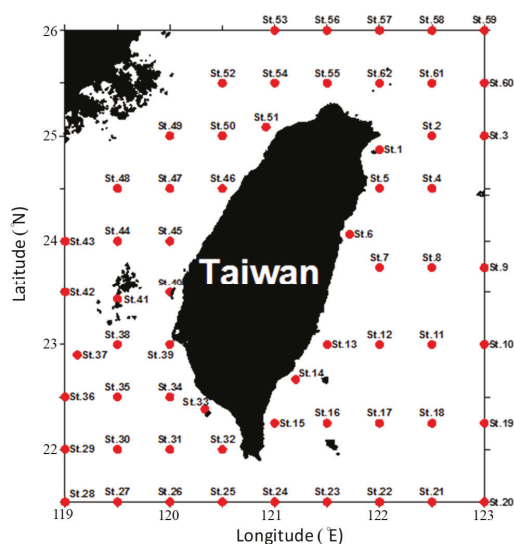 St.53 St.56 St.57 St.58 St.59
26
St.52 St.54 St.55 St.62 St.61 St.60
St.49 St.50 St.51 St.2 St.3
25
St.1
St.48 St.47 St.46 St.5 St.4
St.6
St.43 St.44 St.45
24
St.7 St.8 St.9
Taiwan
St.42 St.41 St.40
St.38 St.39 St.13 St.12 St.11 St.10
23
St.37
St.14
St.36 St.35 St.34 St.33
St.15 St.16 St.17 St.18 St.19
St.29 St.30 St.31 St.32
22
St.28 St.27 St.26 St.25 St.24 St.23 St.22 St.21 St.20
119 120 121 122 123
Latitude (°N)
Longitude (°E)